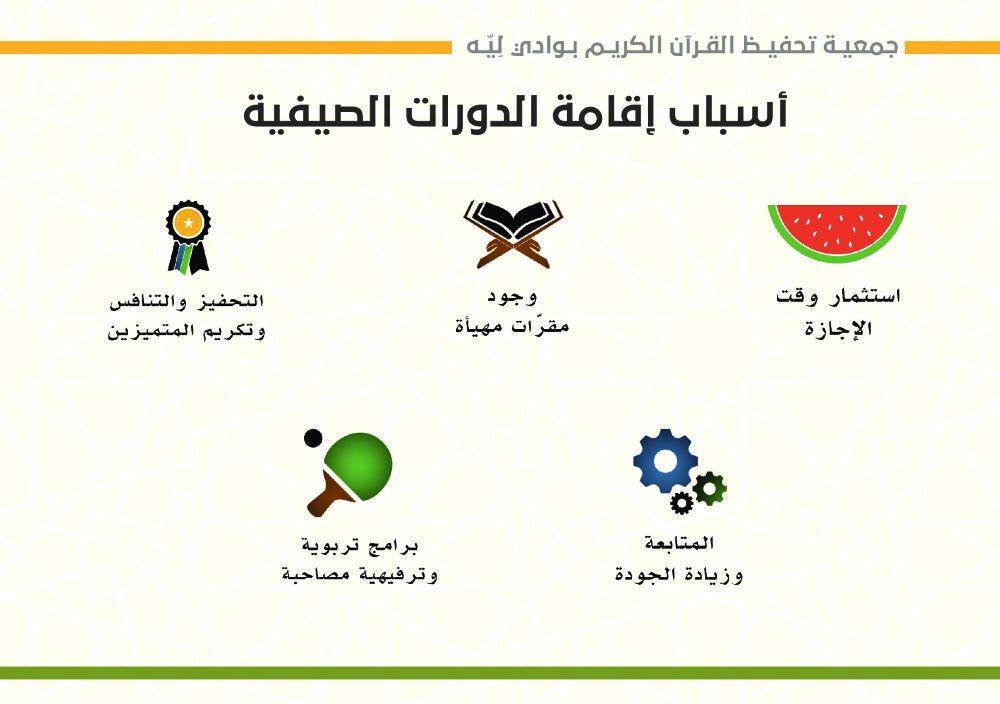 جمعية تحفيظ القرآن الكريم بوادي لِيّه
أسباب إقامة الدورات الصيفية
استثمار وقت
الإجازة
وجود
مقرّات مهيأة
التحفيز والتنافس
وتكريم المتميزين
المتابعة
وزيادة الجودة
برامج تربوية
وترفيهية مصاحبة